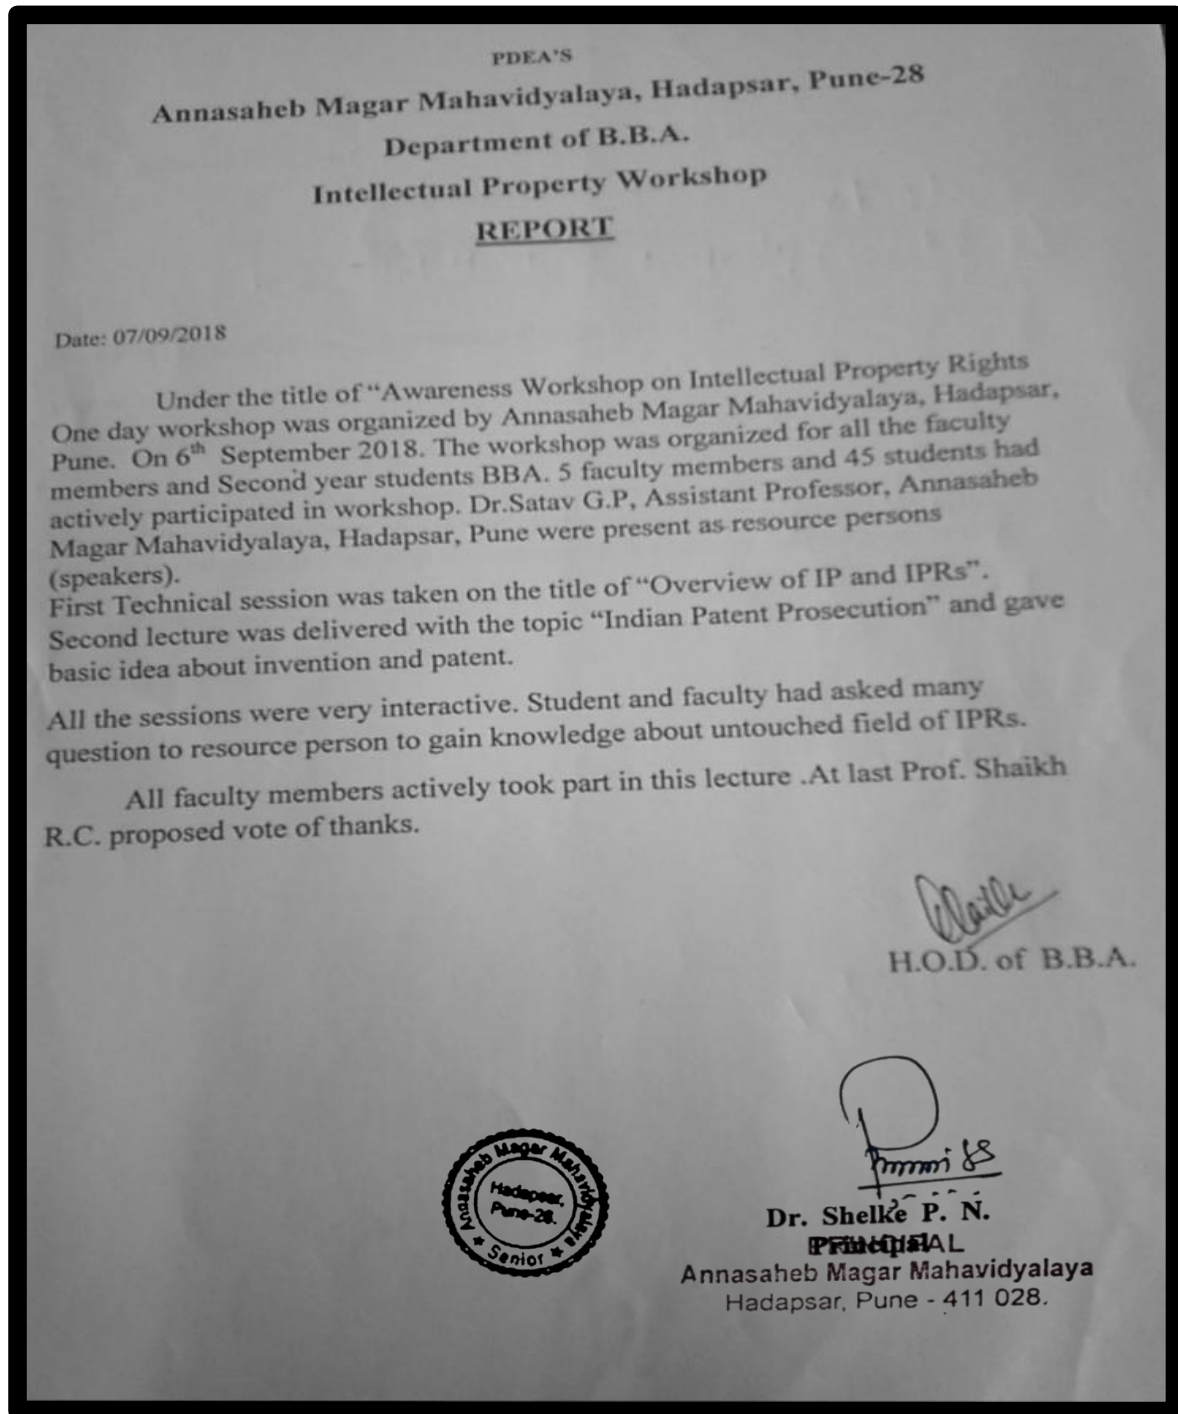 PDEA'S
Annasaheb Magar Mahavidyalaya, Hadapsar, Pune-28
Department of B.B.A.
Intellectual Property Workshop
REPORT
Date: 07/09/2018
Under the title of “Awareness Workshop on Intellectual Property Rights
One day workshop was organized by Annasaheb Magar Mahavidyalaya, Hadapsar,
Pune. On 6th September 2018. The workshop was organized for all the faculty
members and Second year students BBA. 5 faculty members and 45 students had
actively participated in workshop. Dr.Satav G.P, Assistant Professor, Annasaheb
Magar Mahavidyalaya, Hadapsar, Pune were present as resource persons
(speakers).
First Technical session was taken on the title of “Overview of IP and IPRs”.
Second lecture was delivered with the topic “Indian Patent Prosecution” and gave
basic idea about invention and patent.
All the sessions were very interactive. Student and faculty had asked many
question to resource person to gain knowledge about untouched field of IPRs.
All faculty members actively took part in this lecture .At last Prof. Shaikh
R.C. proposed vote of thanks.
H.O.D. of B.B.A.
Annasaheb Magar Mahavidyalaya
Hadapsar,
Pune-28.
★ Senior ★
Dr. Shelke P. N.
Principal
PRINCIPAL
Annasaheb Magar Mahavidyalaya
Hadapsar, Pune - 411 028.